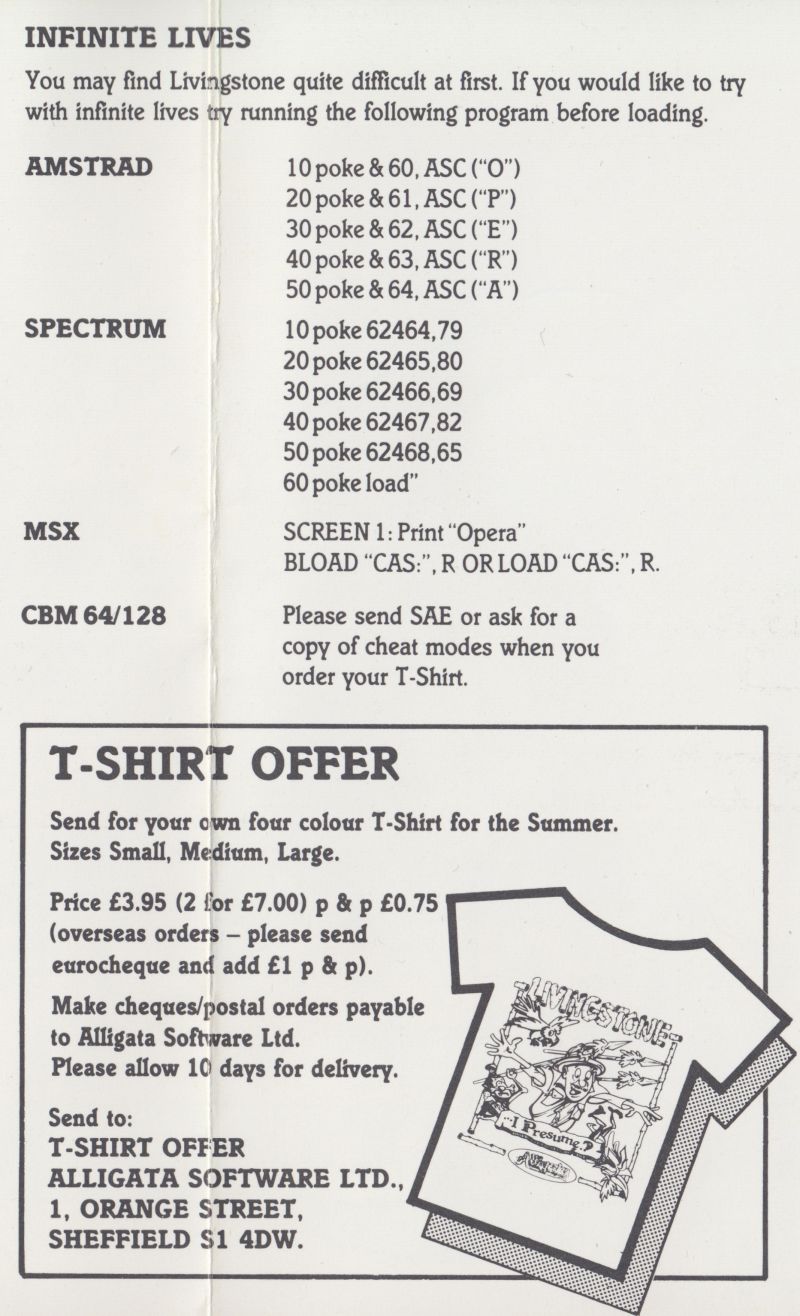 INFINITE LIVES
You may find Livingstone quite difficult at first. If you would like to try
with infinite lives try running the following program before loading.
AMSTRAD
10 poke & 60, ASC (“O”)
20 poke & 61, ASC (“P”)
30 poke & 62, ASC (“E”)
40 poke & 63, ASC (“R”)
50 poke & 64, ASC (“A”)
SPECTRUM
10 poke 62464,79
20 poke 62465,80
30 poke 62466,69
40 poke 62467,82
50 poke 62468,65
60 poke load”
MSX
SCREEN 1: Print “Opera”
BLOAD “CAS:”, R OR LOAD “CAS:”, R.
CBM 64/128
Please send SAE or ask for a
copy of cheat modes when you
order your T-Shirt.
T-SHIRT OFFER
Send for your own four colour T-Shirt for the Summer.
Sizes Small, Medium, Large.
Price £3.95 (2 for £7.00) p & p £0.75
(overseas orders – please send
eurocheque and add £1 p & p).
Make cheques/postal orders payable
to Alligata Software Ltd.
Please allow 10 days for delivery.
Send to:
T-SHIRT OFFER
ALLIGATA SOFTWARE LTD.,
1, ORANGE STREET,
SHEFFIELD S1 4DW.
LIVINGSTONE
...I Presume?